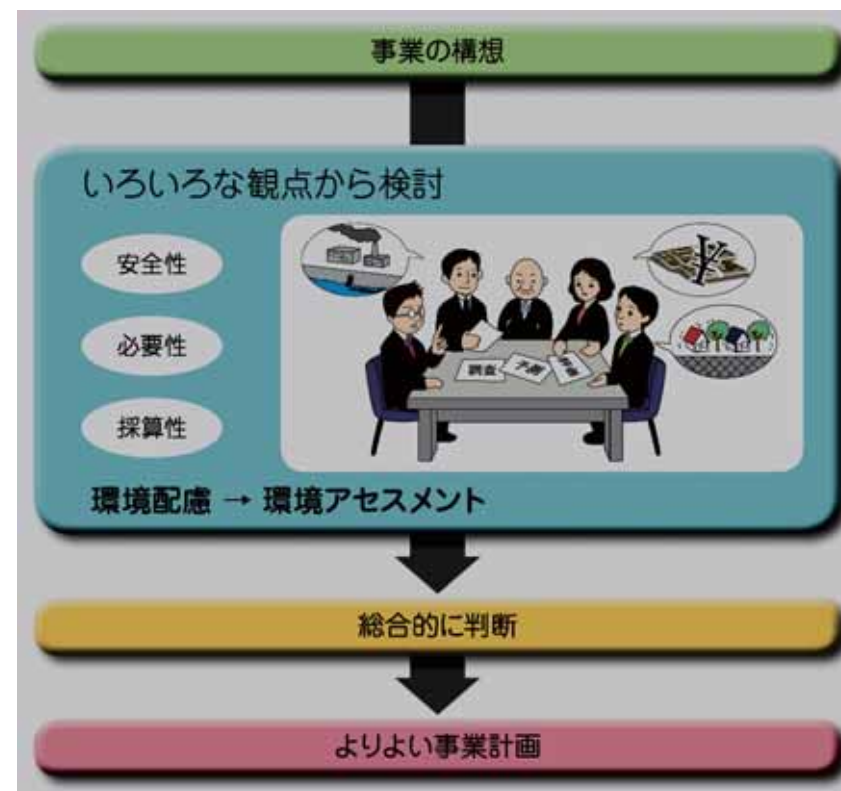 事業の構想
いろいろな観点から検討
安全性
必要性
採算性
調査
予測
評価
環境配慮 → 環境アセスメント
総合的に判断
よりよい事業計画